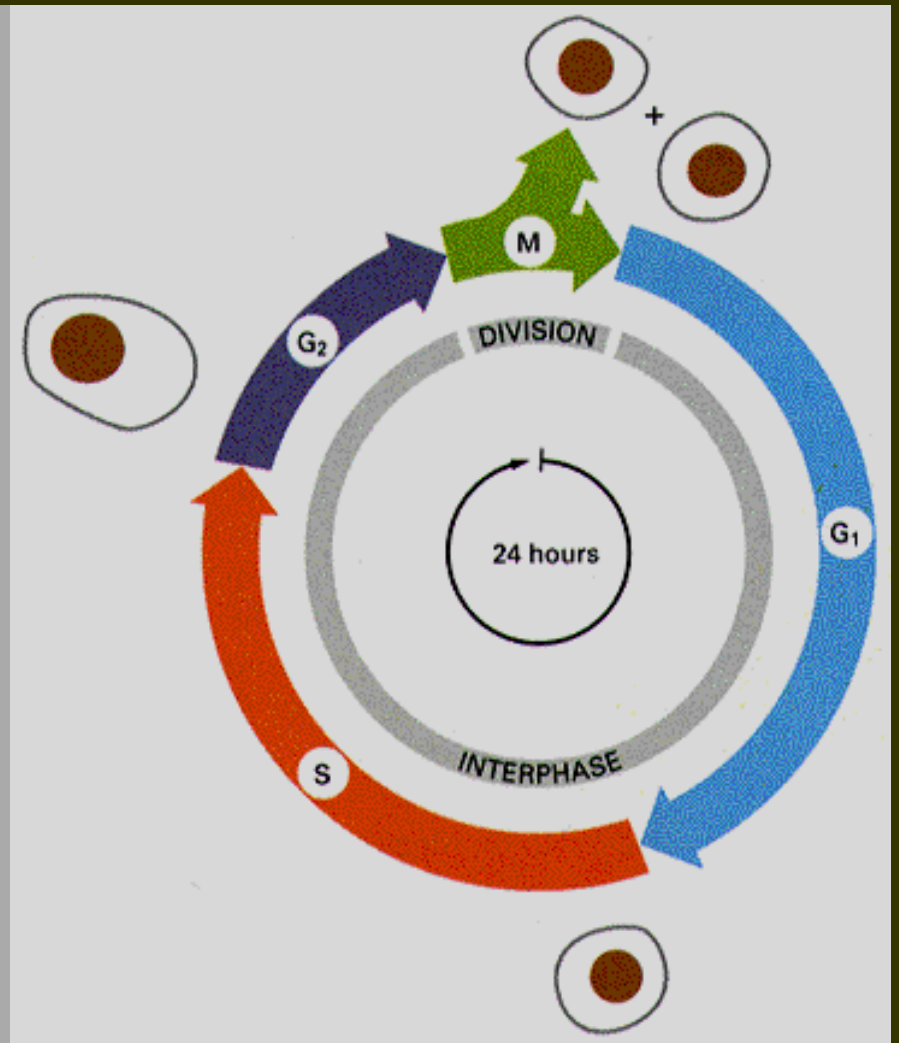 +
M
DIVISION
G₂
24 hours
G₁
INTERPHASE
S